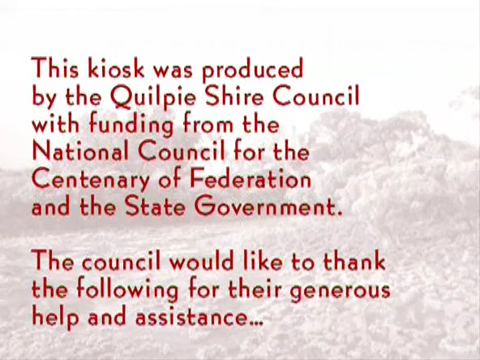 This kiosk was produced
by the Quilpie Shire Council
with funding from the
National Council for the
Centenary of Federation
and the State Government.
The council would like to thank
the following for their generous
help and assistance...